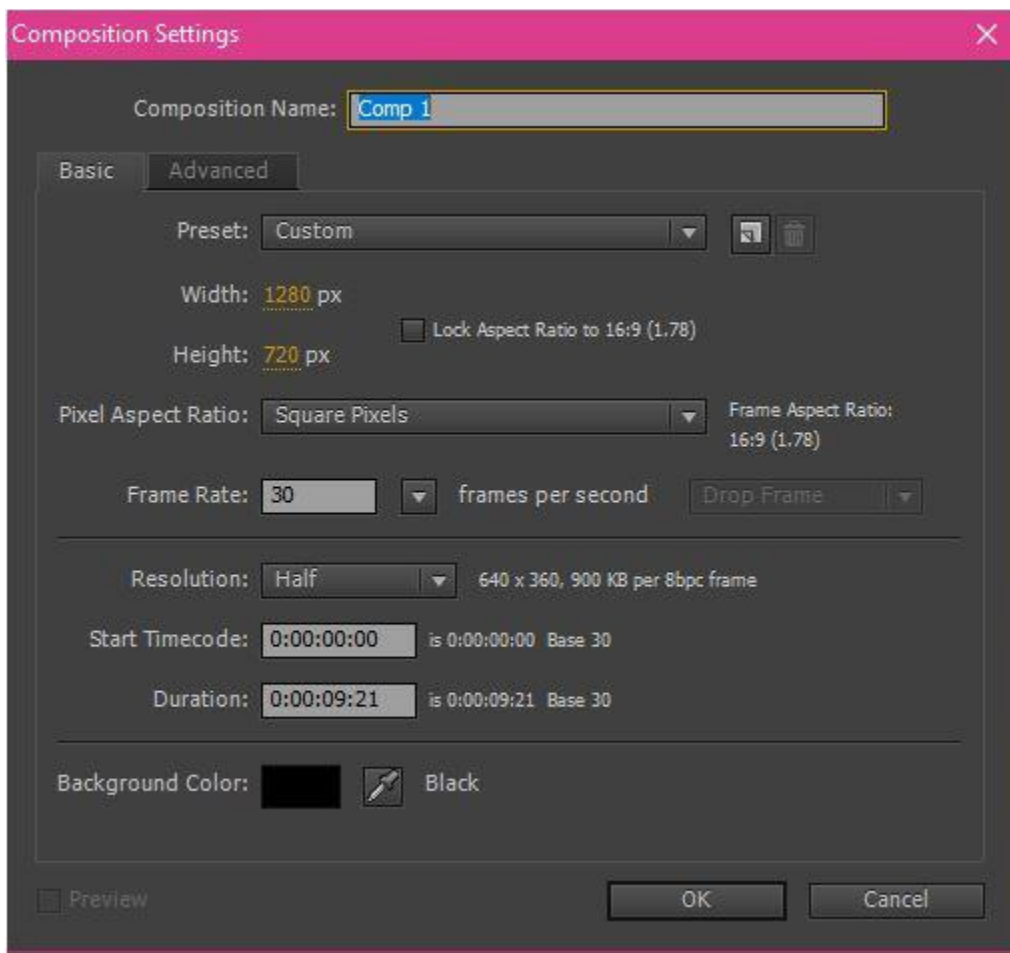 Composition Settings
Composition Name: Comp 1
Basic Advanced
Preset: Custom
Width: 1280 px
Lock Aspect Ratio to 16:9 (1.78)
Height: 720 px
Pixel Aspect Ratio: Square Pixels
Frame Aspect Ratio:
16:9 (1.78)
Frame Rate: 30 frames per second Drop Frame
Resolution: Half 640 x 360, 900 KB per 8bpc frame
Start Timecode: 0:00:00:00 is 0:00:00:00 Base 30
Duration: 0:00:09:21 is 0:00:09:21 Base 30
Background Color: Black
Preview OK Cancel